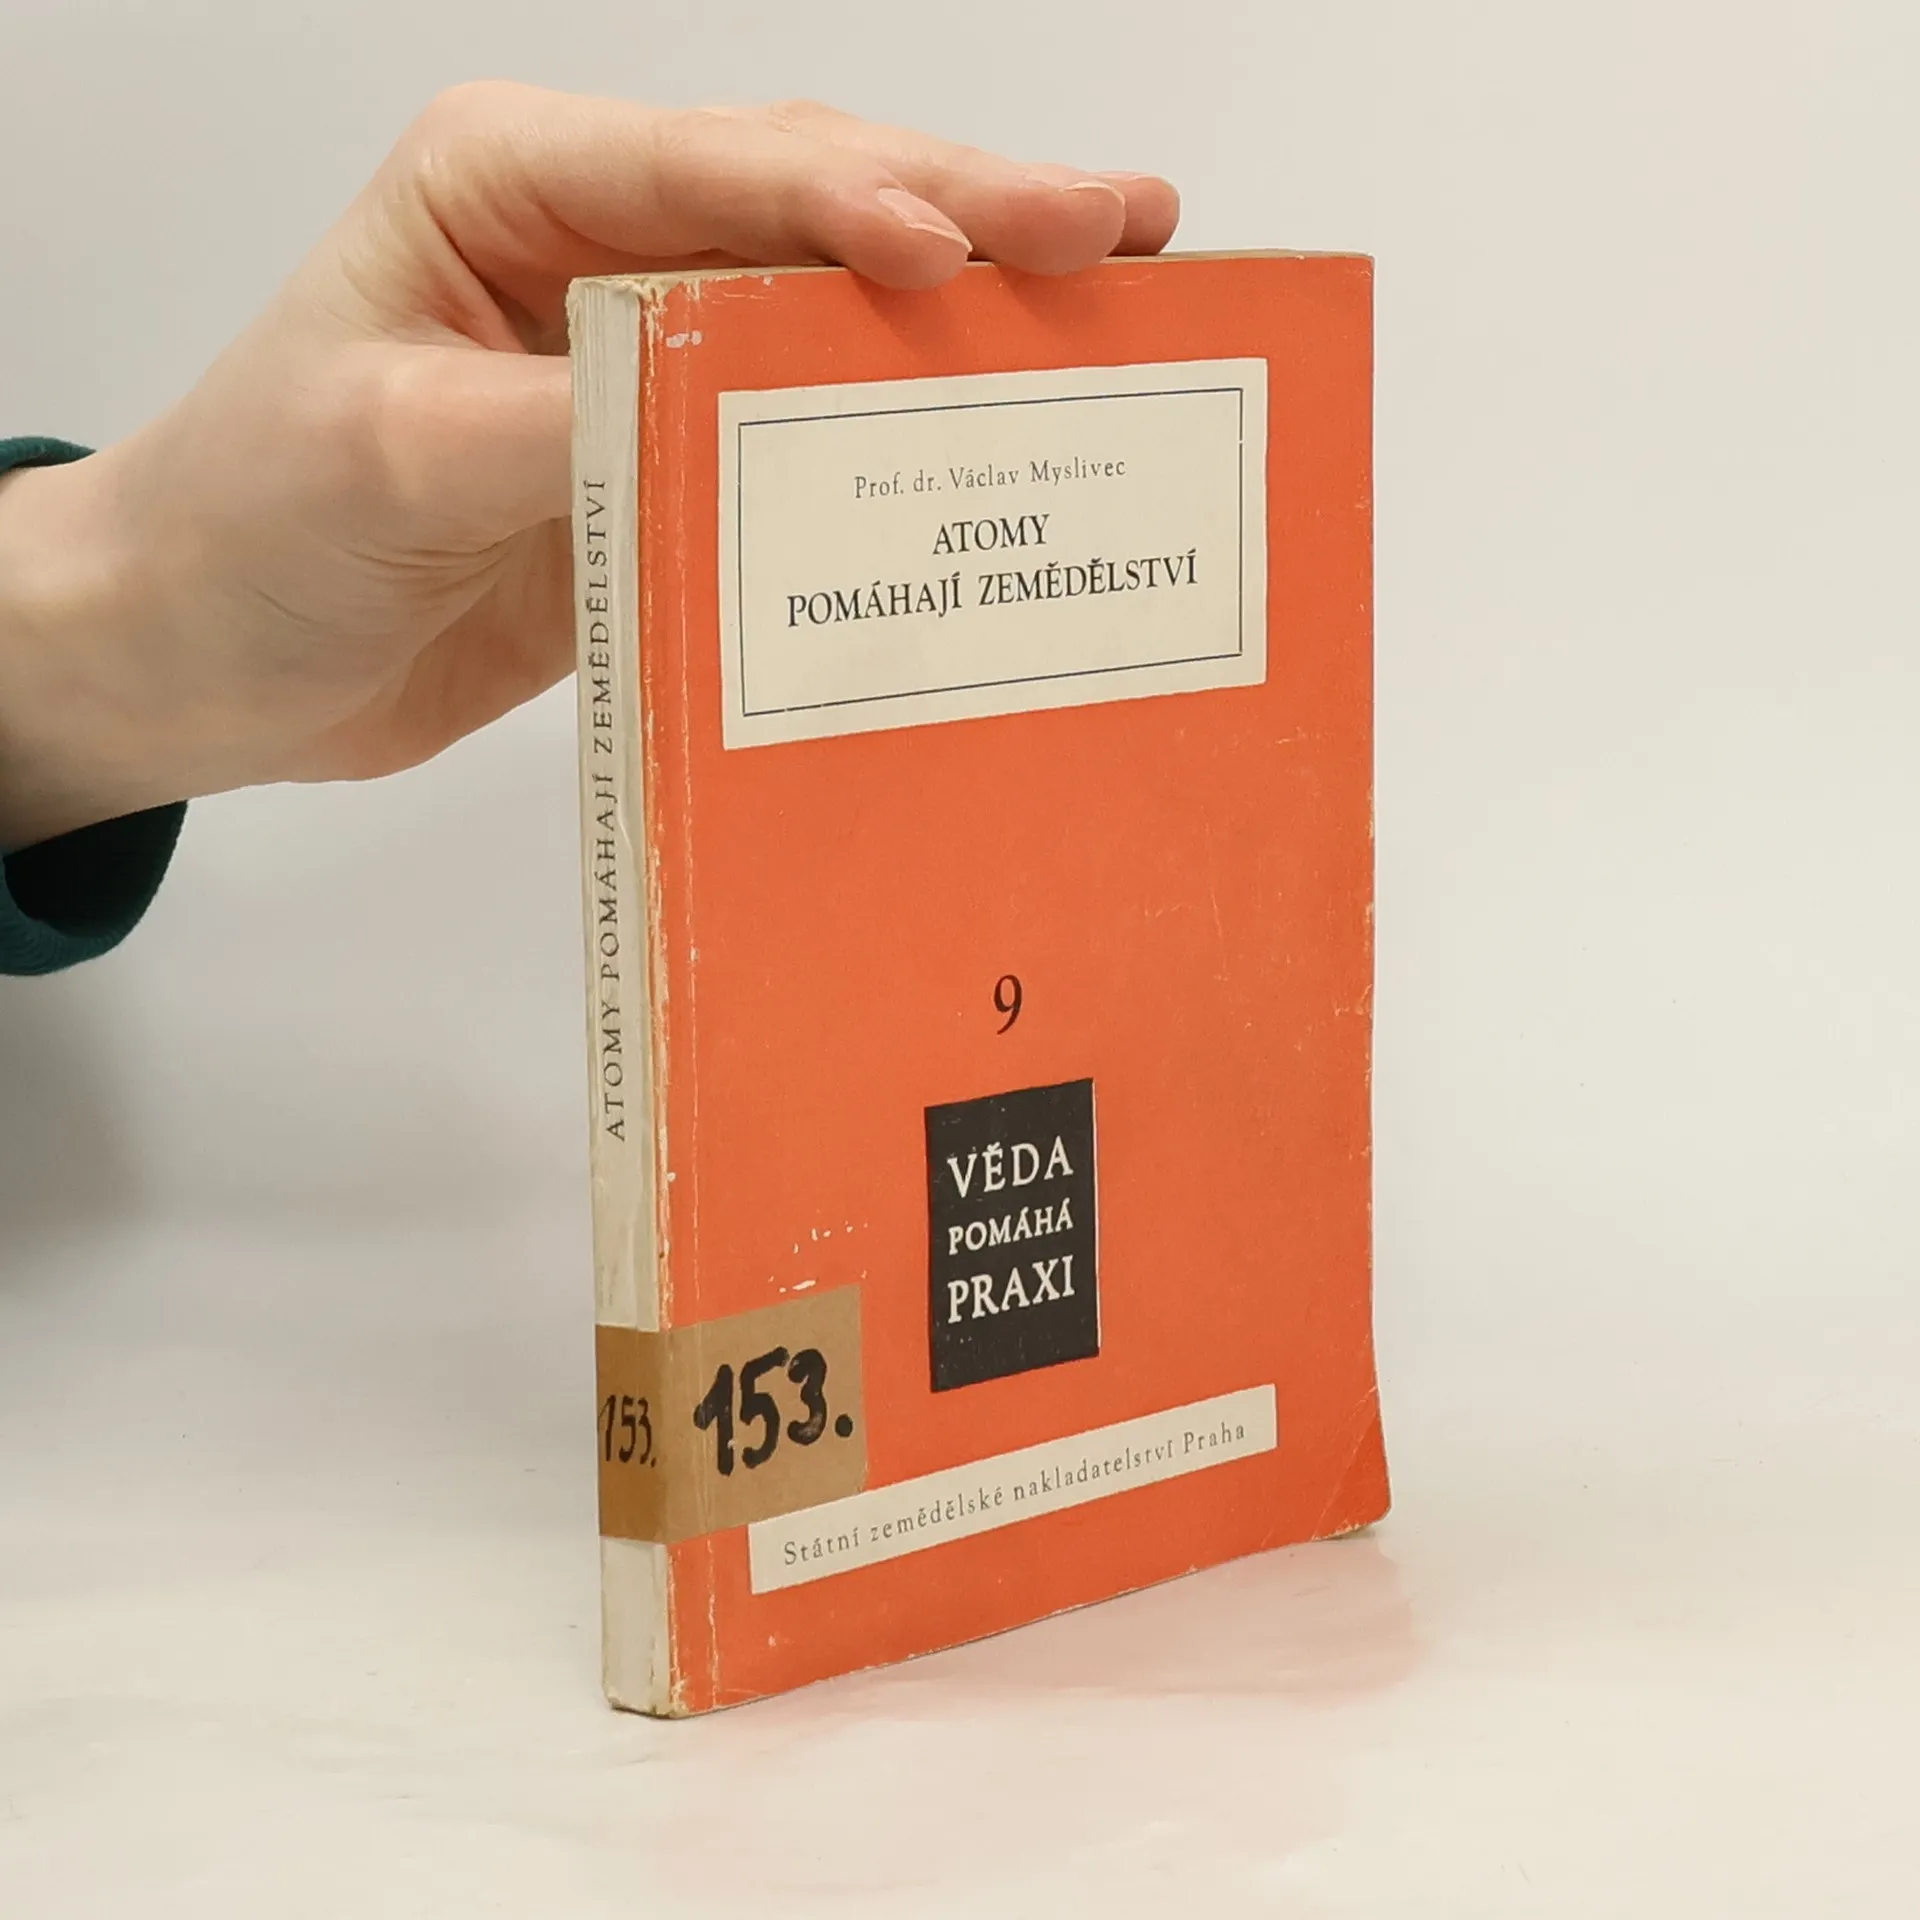 ATOMY POMÁHAJÍ ZEMĚDĚLSTVÍ
153.
Prof. dr. Václav Myslivec
ATOMY
POMÁHAJÍ ZEMĚDĚLSTVÍ
9
VĚDA
POMÁHÁ
PRAXI
153.
Státní zemědělské nakladatelství Praha